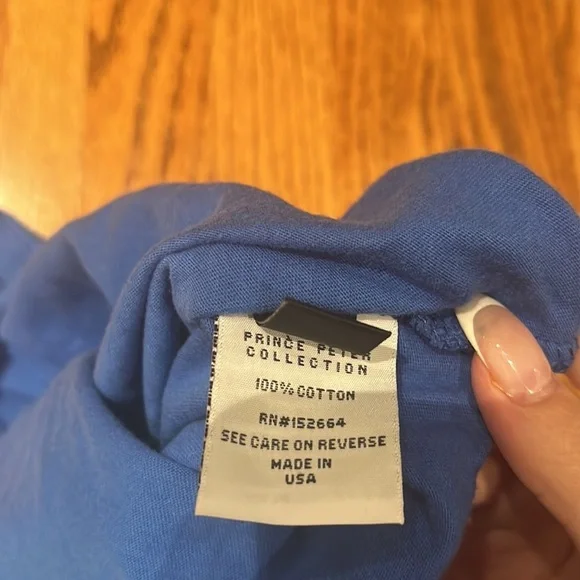 PRINCE PETER
COLLECTION
100% COTTON
RN#152664
SEE CARE ON REVERSE
MADE IN
USA